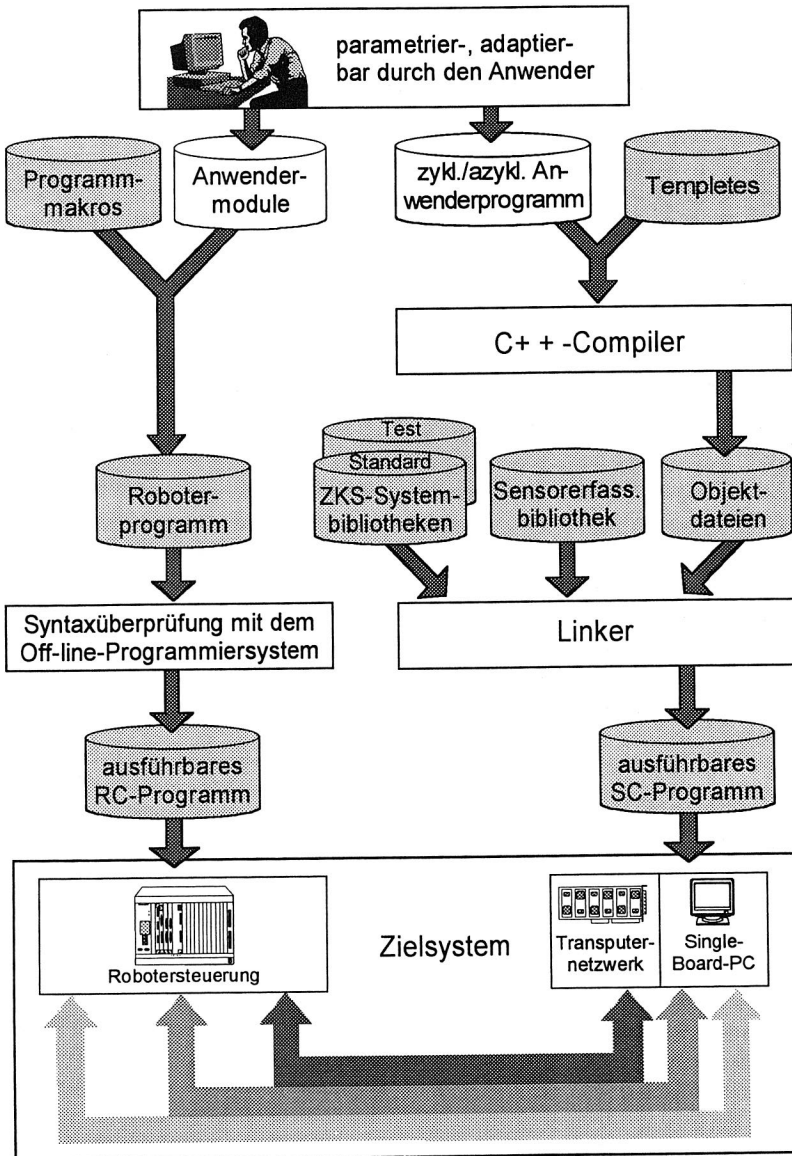 parametrier-, adaptier-
bar durch den Anwender
Programm-
makros
Anwender-
module
zykl./azykl. An-
wenderprogramm
Templetes
C++-Compiler
Test
Standard
ZKS-System-
bibliotheken
Sensorerfass.
bibliothek
Objekt-
dateien
Roboter-
programm
Syntaxüberprüfung mit dem
Off-line-Programmiersystem
Linker
ausführbares
RC-Programm
ausführbares
SC-Programm
Robotersteuerung
Zielsystem
Transputer-
netzwerk
Single-
Board-PC